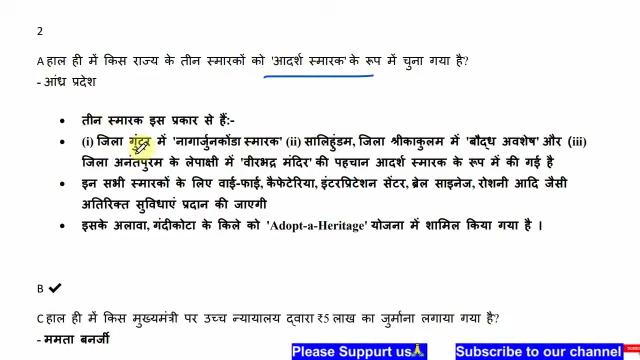 2
A हाल ही में किस राज्य के तीन स्मारकों को 'आदर्श स्मारक' के रूप में चुना गया है?
- आंध्र प्रदेश
• तीन स्मारक इस प्रकार से हैं:-
• (i) जिला गुंटूर में 'नागार्जुनकोंडा स्मारक' (ii) सालिहुंडम, जिला श्रीकाकुलम में 'बौद्ध अवशेष' और (iii)
जिला अनंतपुरम के लेपाक्षी में 'वीरभद्र मंदिर' की पहचान आदर्श स्मारक के रूप में की गई है
• इन सभी स्मारकों के लिए वाई-फाई, कैफेटेरिया, इंटरप्रिटेशन सेंटर, ब्रेल साइनेज, रोशनी आदि जैसी
अतिरिक्त सुविधाएं प्रदान की जाएगी
• इसके अलावा, गंदीकोटा के किले को 'Adopt-a-Heritage' योजना में शामिल किया गया है ।
B ✔
C हाल ही में किस मुख्यमंत्री पर उच्च न्यायालय द्वारा ₹5 लाख का जुर्माना लगाया गया है?
- ममता बनर्जी
Please Suppurt us🙏 Subscribe to our channel